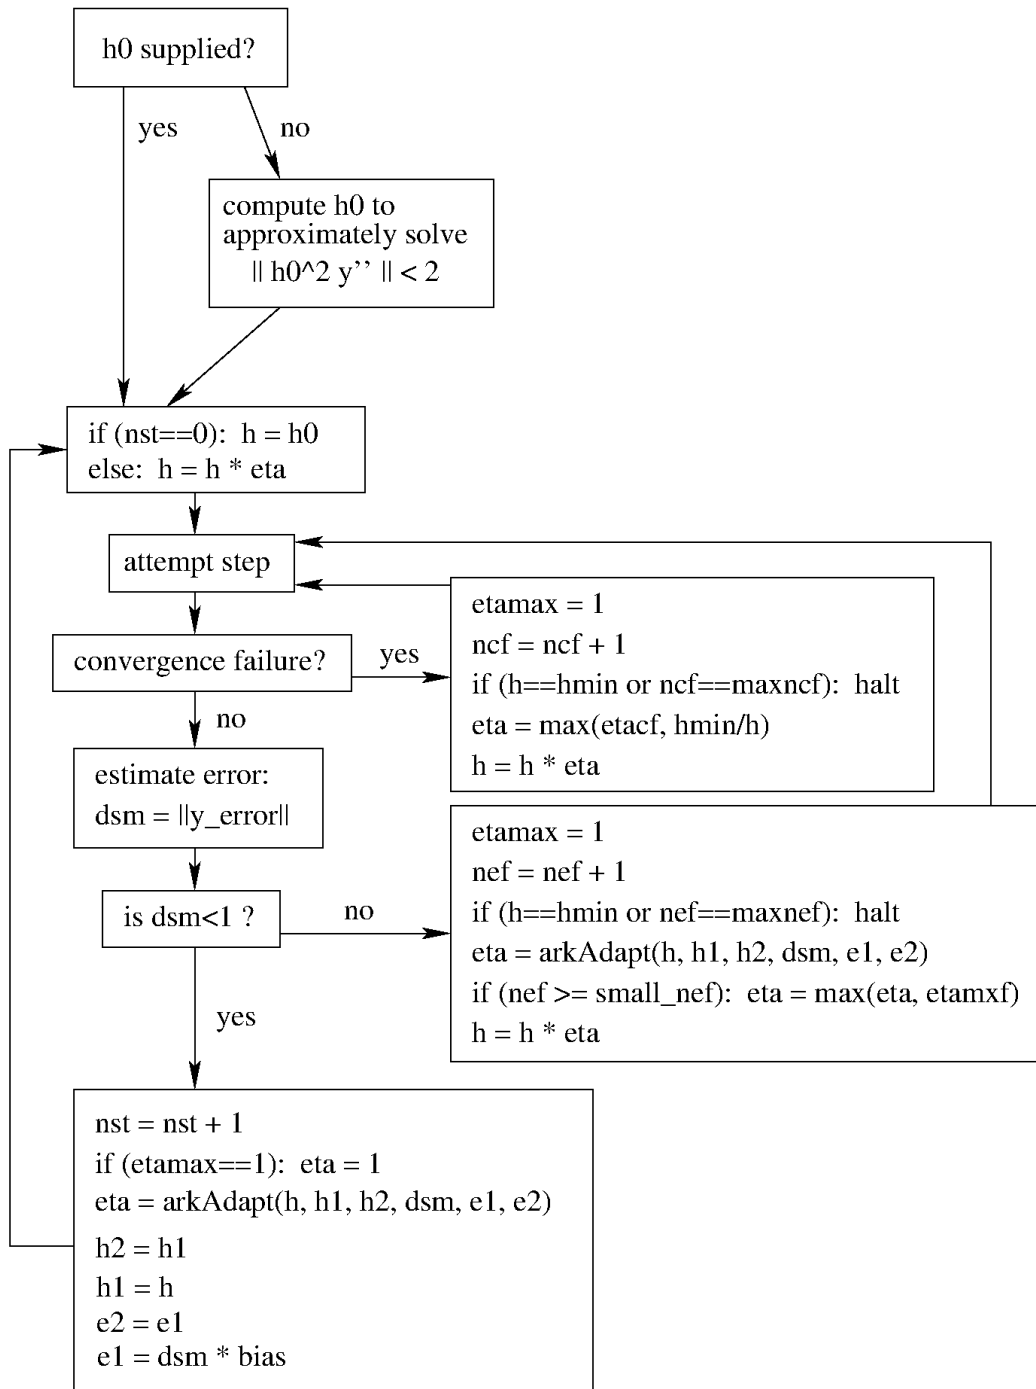 h0 supplied?
yes
no
compute h0 to
approximately solve
|| h0^2 y’’ || < 2
if (nst==0): h = h0
else: h = h * eta
attempt step
convergence failure?
yes
no
etamax = 1
ncf = ncf + 1
if (h==hmin or ncf==maxncf): halt
eta = max(etacf, hmin/h)
h = h * eta
estimate error:
dsm = ||y_error||
is dsm<1 ?
no
yes
etamax = 1
nef = nef + 1
if (h==hmin or nef==maxnef): halt
eta = arkAdapt(h, h1, h2, dsm, e1, e2)
if (nef >= small_nef): eta = max(eta, etamxf)
h = h * eta
nst = nst + 1
if (etamax==1): eta = 1
eta = arkAdapt(h, h1, h2, dsm, e1, e2)
h2 = h1
h1 = h
e2 = e1
e1 = dsm * bias